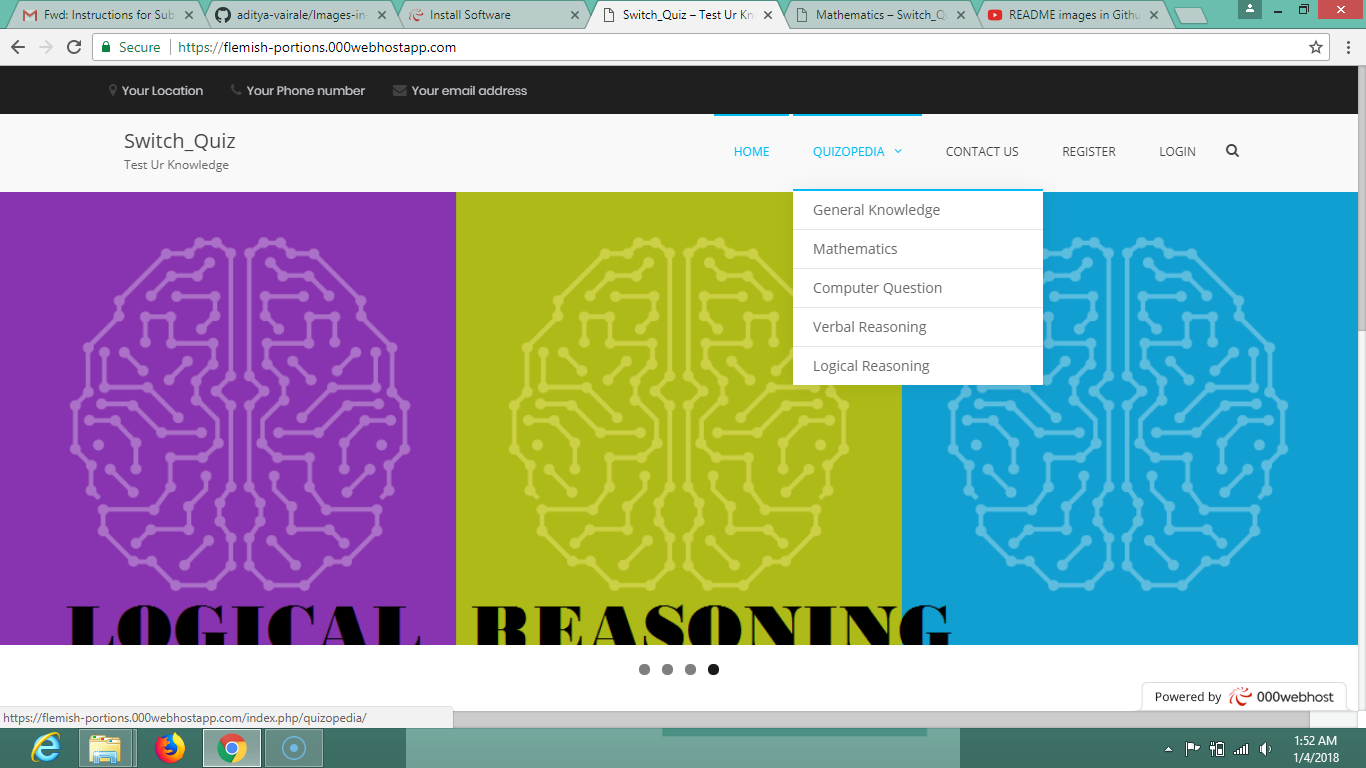 Fwd: Instructions for Sub
aditya-vairale/Images-in-
Install Software
Switch_Quiz – Test Ur Kn
Mathematics – Switch_Q
README images in Githu
Secure
https://flemish-portions.000webhostapp.com
Your Location
Your Phone number
Your email address
Switch_Quiz
Test Ur Knowledge
HOME
QUIZOPEDIA
CONTACT US
REGISTER
LOGIN
General Knowledge
Mathematics
Computer Question
Verbal Reasoning
Logical Reasoning
LOGICAL REASONING
Powered by 000webhost
https://flemish-portions.000webhostapp.com/index.php/quizopedia/
1:52 AM
1/4/2018